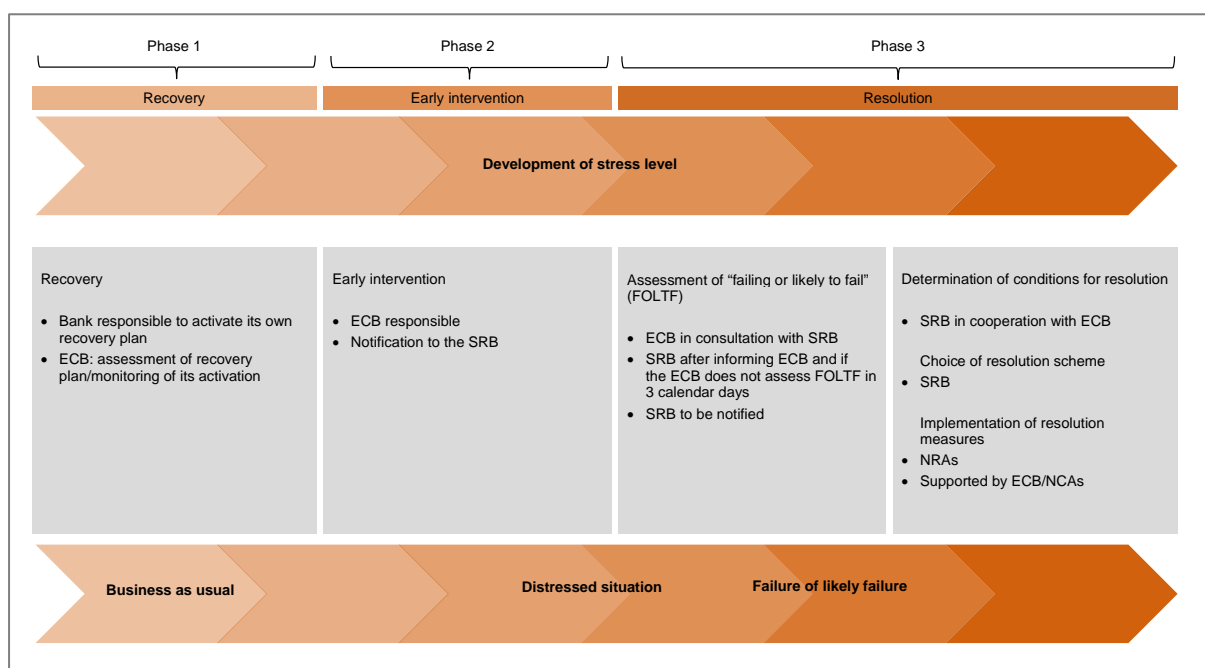 Phase 1
Phase 2
Phase 3
Recovery
Early intervention
Resolution
Development of stress level
Recovery
• Bank responsible to activate its own
recovery plan
• ECB: assessment of recovery
plan/monitoring of its activation
Early intervention
• ECB responsible
• Notification to the SRB
Assessment of “failing or likely to fail”
(FOLTF)
• ECB in consultation with SRB
• SRB after informing ECB and if
the ECB does not assess FOLTF in
3 calendar days
• SRB to be notified
Determination of conditions for resolution
• SRB in cooperation with ECB
Choice of resolution scheme
• SRB
Implementation of resolution
measures
• NRAs
• Supported by ECB/NCAs
Business as usual
Distressed situation
Failure of likely failure